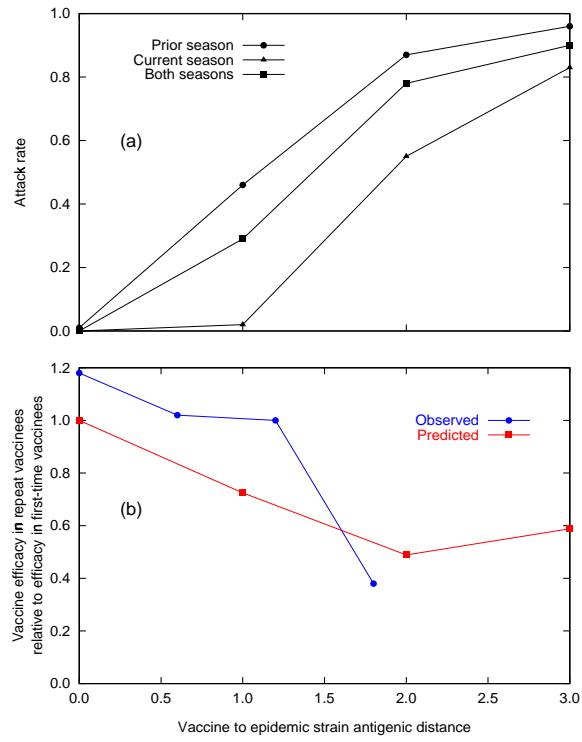 1.0
0.8
0.6
0.4
0.2
0.0
Attack rate
Prior season
Current season
Both seasons
(a)
1.2
1.0
0.8
0.6
0.4
0.2
0.0
Vaccine efficacy in repeat vaccinees
relative to efficacy in first-time vaccinees
Observed
Predicted
(b)
0.0 0.5 1.0 1.5 2.0 2.5 3.0
Vaccine to epidemic strain antigenic distance